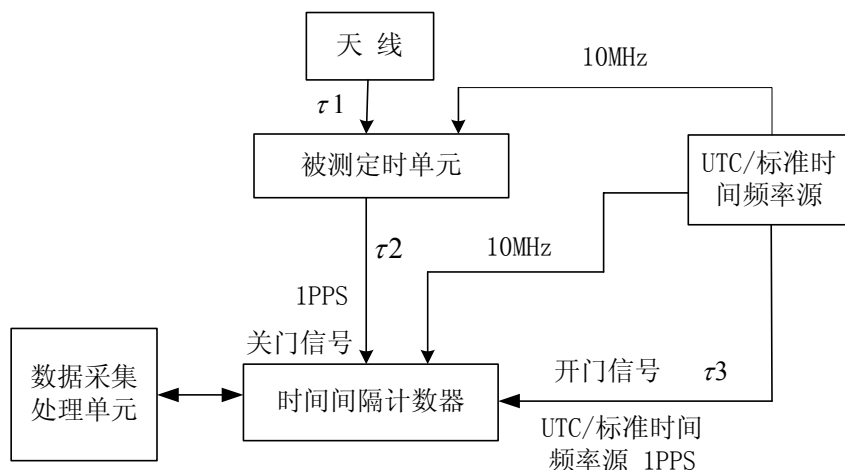 天 线
10MHz
τ1
被测定时单元
UTC/标准时
间频率源
τ2
10MHz
1PPS
关门信号
数据采集
处理单元
时间间隔计数器
开门信号
τ3
UTC/标准时间
频率源 1PPS